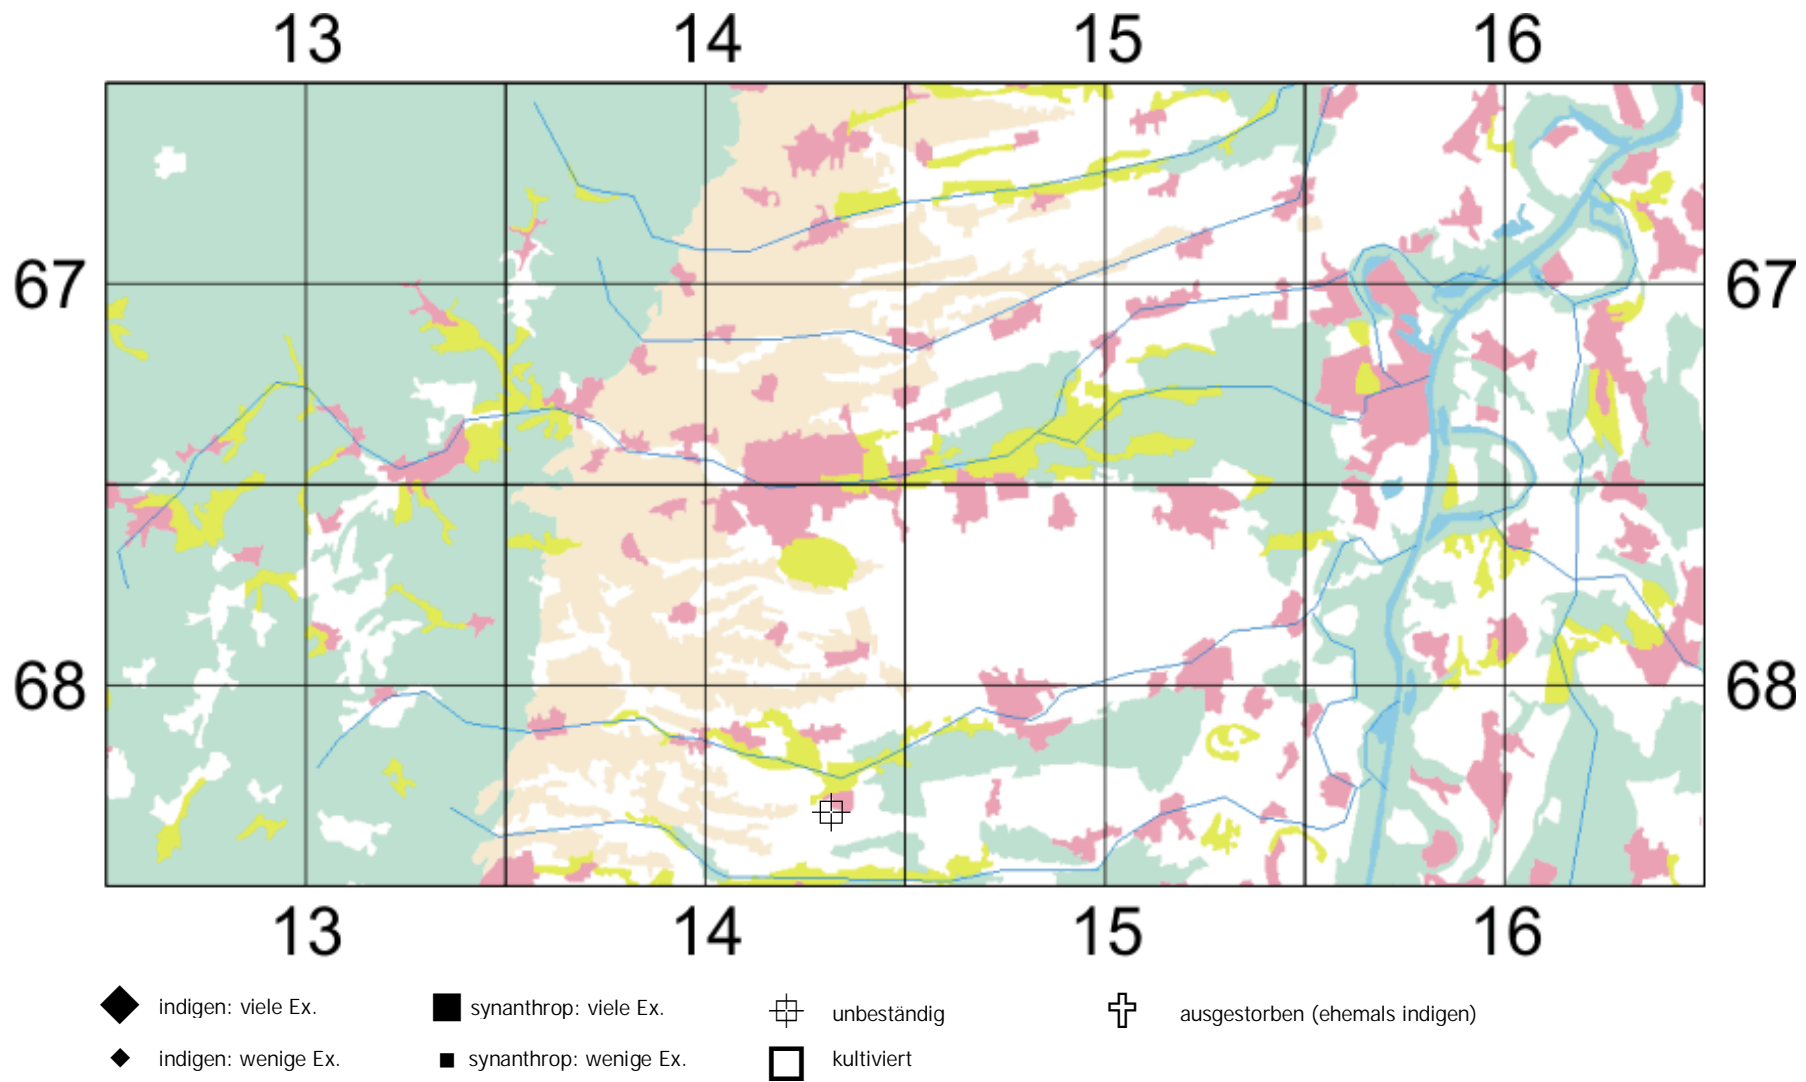 13 14 15 16
67 67
68 68
13 14 15 16
indigen: viele Ex. synanthrop: viele Ex. unbeständig ausgestorben (ehemals indigen)
indigen: wenige Ex. synanthrop: wenige Ex. kultiviert